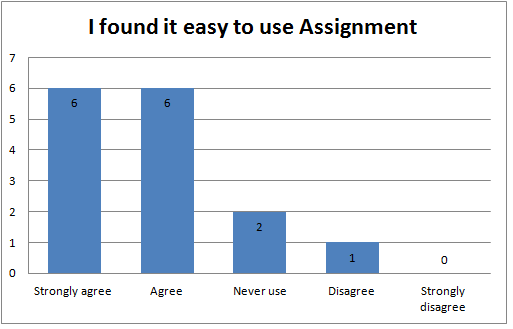 I found it easy to use Assignment
7
6
5
4
3
2
1
0
6
6
2
1
0
Strongly agree
Agree
Never use
Disagree
Strongly
disagree